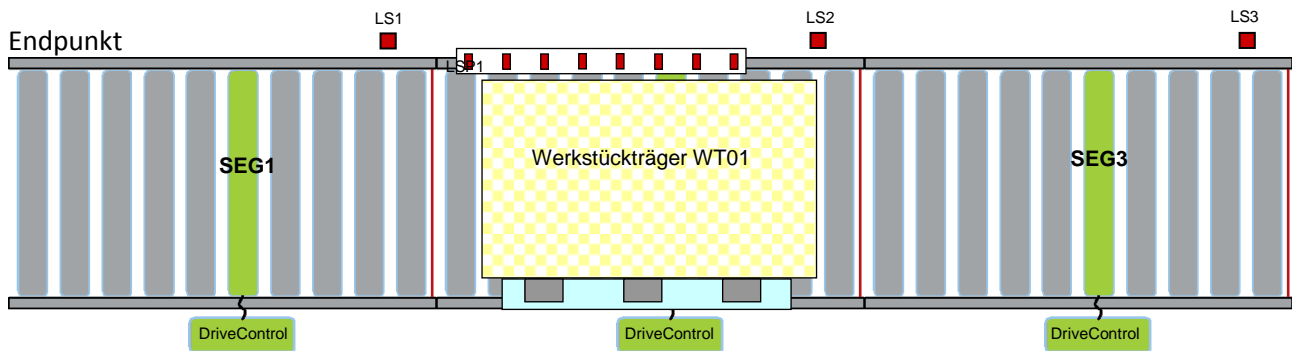 LS1
LS2
LS3
Endpunkt
LSP1
Werkstückträger WT01
SEG1
SEG3
DriveControl
DriveControl
DriveControl